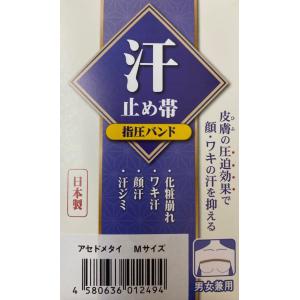 汗
止め帯
指圧バンド
皮膚の圧迫効果で
ひふ
顔・ワキの汗を抑える
・化粧崩れ
・ワキ汗
・顔汗
・汗ジミ
日本製
アセドメタイ　Mサイズ
4 580636 012494
男女兼用